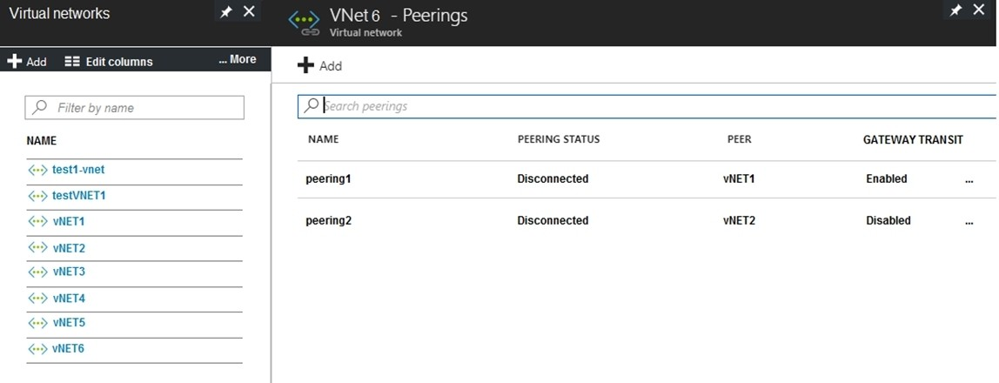 Virtual networks
Add Edit columns ... More
Filter by name
NAME
test1-vnet
testVNET1
vNET1
vNET2
vNET3
vNET4
vNET5
vNET6
VNet 6 - Peerings
Virtual network
Add
Search peerings
NAME PEERING STATUS PEER GATEWAY TRANSIT
peering1 Disconnected vNET1 Enabled ...
peering2 Disconnected vNET2 Disabled ...